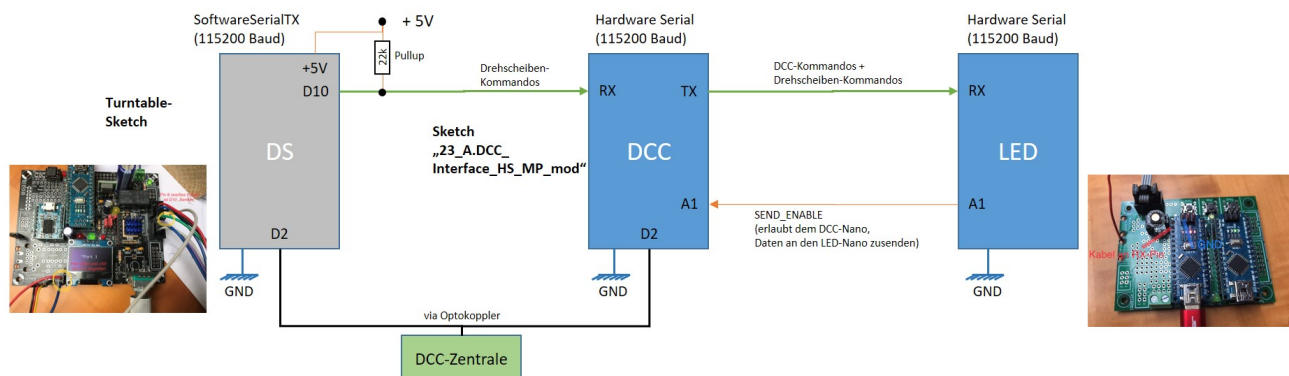 SoftwareSerialTX
(115200 Baud)
+ 5V
22k
Pullup
+5V
D10
Turntable-
Sketch
DS
D2
GND
Drehscheiben-
Kommandos
Sketch
„23_A.DCC_
Interface_HS_MP_mod“
Hardware Serial
(115200 Baud)
RX
TX
DCC
A1
D2
GND
DCC-Kommandos +
Drehscheiben-Kommandos
SEND_ENABLE
(erlaubt dem DCC-Nano,
Daten an den LED-Nano zusenden)
Hardware Serial
(115200 Baud)
RX
LED
A1
GND
via Optokoppler
DCC-Zentrale
GND